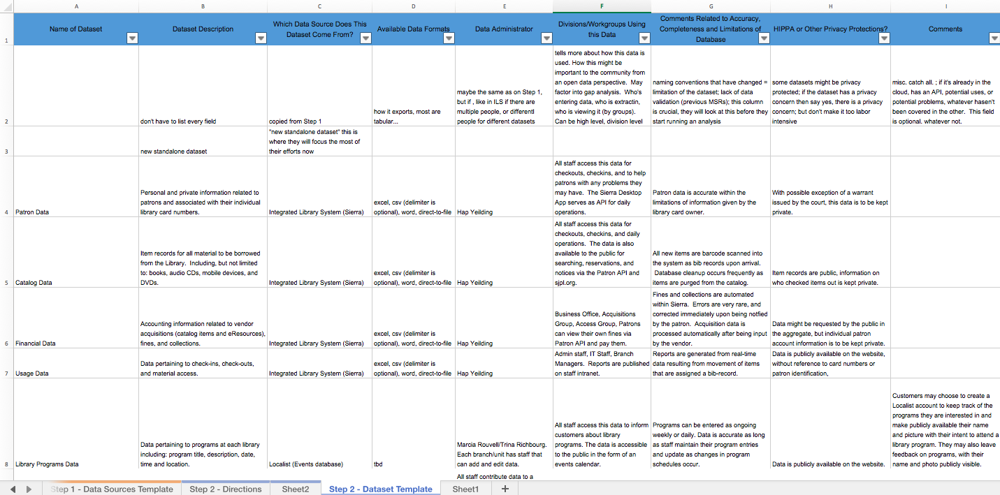 A B C D E F G H I
1
Name of Dataset
Dataset Description
Which Data Source Does This
Dataset Come From?
Available Data Formats
Data Administrator
Divisions/Workgroups Using
this Data
Comments Related to Accuracy,
Completeness and Limitations of
Database
HIPPA or Other Privacy Protections?
Comments
2
don't have to list every field
copied from Step 1
how it exports, most are
tabular...
maybe the same as on Step 1,
but if , like in ILS if there are
multiple people, or differentl
people for different datasets
tells more about how this data is
used. How this might be
important to the community from
an open data perspective. May
factor into gap analysis. Who's
entering data, who is extractin,
who is viewing it (by groups).
Can be high level, division level
naming conventions that have changed =
limitation of the dataset; lack of data
validation (previous MSRs); this column
is crucial, they will look at this before they
start running an analysis
some datasets might be privacy
protected; if the dataset has a privacy
concern then say yes, there is a privacy
concern; but don't make it too labor
intensive
misc. catch all. ; if it's already in the
cloud, has an API, potential uses, or
potential problems, whatever hasn't
been covered in the other. This field
is optional. whatever not.
3
new standalone dataset
"new standalone dataset" this is
where they will focus the most of
their efforts now
4
Patron Data
Personal and private information related to
patrons and associated with their individual
library card numbers.
Integrated Library System (Sierra)
excel, csv (delimiter is
optional), word, direct-to-file
Hap Yeilding
All staff access this data for
checkouts, checkins, and to help
patrons with any problems they
may have. The Sierra Desktop
App serves as API for daily
operations.
Patron data is accurate within the
limitations of information given by the
library card owner.
With possible exception of a warrant
issued by the court, this data is to be kept
private.
5
Catalog Data
Item records for all material to be borrowed
from the Library. Including, but not limited
to: books, audio CDs, mobile devices, and
DVDs.
Integrated Library System (Sierra)
excel, csv (delimiter is
optional), word, direct-to-file
Hap Yeilding
All staff access this data for
checkouts, checkins, and daily
operations. The data is also
available to the public for
searching, reservations, and
notices via the Patron API and
sjpl.org.
All new items are barcode scanned into
the system as bib records upon arrival.
Database cleanup occurs frequently as
items are purged from the catalog.
Item records are public, information on
who checked items out is kept private.
6
Financial Data
Accounting information related to vendor
acquisitions (catalog items and eResources),
fines, and collections.
Integrated Library System (Sierra)
excel, csv (delimiter is
optional), word, direct-to-file
Hap Yeilding
Business Office, Acquisitions
Group, Access Group, Patrons
can view their own fines via
Patron API and pay them.
Fines and collections are automated
within Sierra. Errors are very rare, and
corrected immediately upon being notfied
by the patron. Acquisition data is
processed automatically after being input
by the vendor.
Data might be requested by the public in
the aggregate, but individual patron
account information is to be kept private.
7
Usage Data
Data pertaining to check-ins, check-outs,
and material access.
Integrated Library System (Sierra)
excel, csv (delimiter is
optional), word, direct-to-file
Hap Yeilding
Admin staff, IT Staff, Branch
Managers. Reports are published
on staff intranet.
Reports are generated from real-time
data resulting from movement of items
that are assigned a bib-record.
Data is publicly available on the website,
without reference to card numbers or
patron identification,
8
Library Programs Data
Data pertaining to programs at each library
including: program title, description, date,
time and location.
Localist (Events database)
tbd
Marcia Rouvell/Trina Richbourg.
Each branch/unit has staff that
can add and edit data.
All staff access this data to inform
customers about library
programs. The data is accessible
to the public in the form of an
events calendar.
Programs can be entered as ongoing
weekly or daily. Data is accurate as long
as staff maintain their program entries
and update as changes in program
schedules occur.
Data is publicly available on the website.
Customers may choose to create a
Localist account to keep track of the
programs they are interested in and
make publicly available their name
and picture with their intent to attend a
library program. They may also leave
feedback on programs, with their
name and photo publicly visible.
All staff contribute data to a
Step 1 - Data Sources Template
Step 2 - Directions
Sheet2
Step 2 - Dataset Template
Sheet1
+